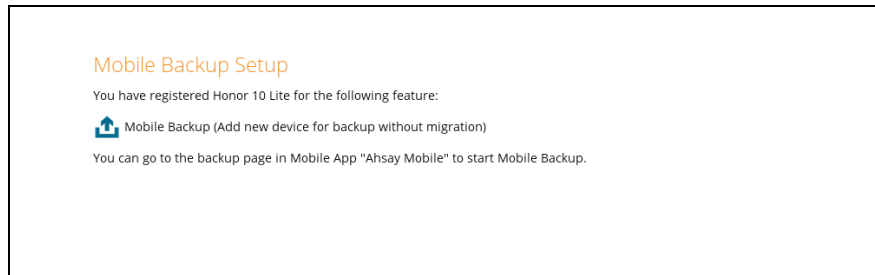 Mobile Backup Setup
You have registered Honor 10 Lite for the following feature:
Mobile Backup (Add new device for backup without migration)
You can go to the backup page in Mobile App "Ahsay Mobile" to start Mobile Backup.